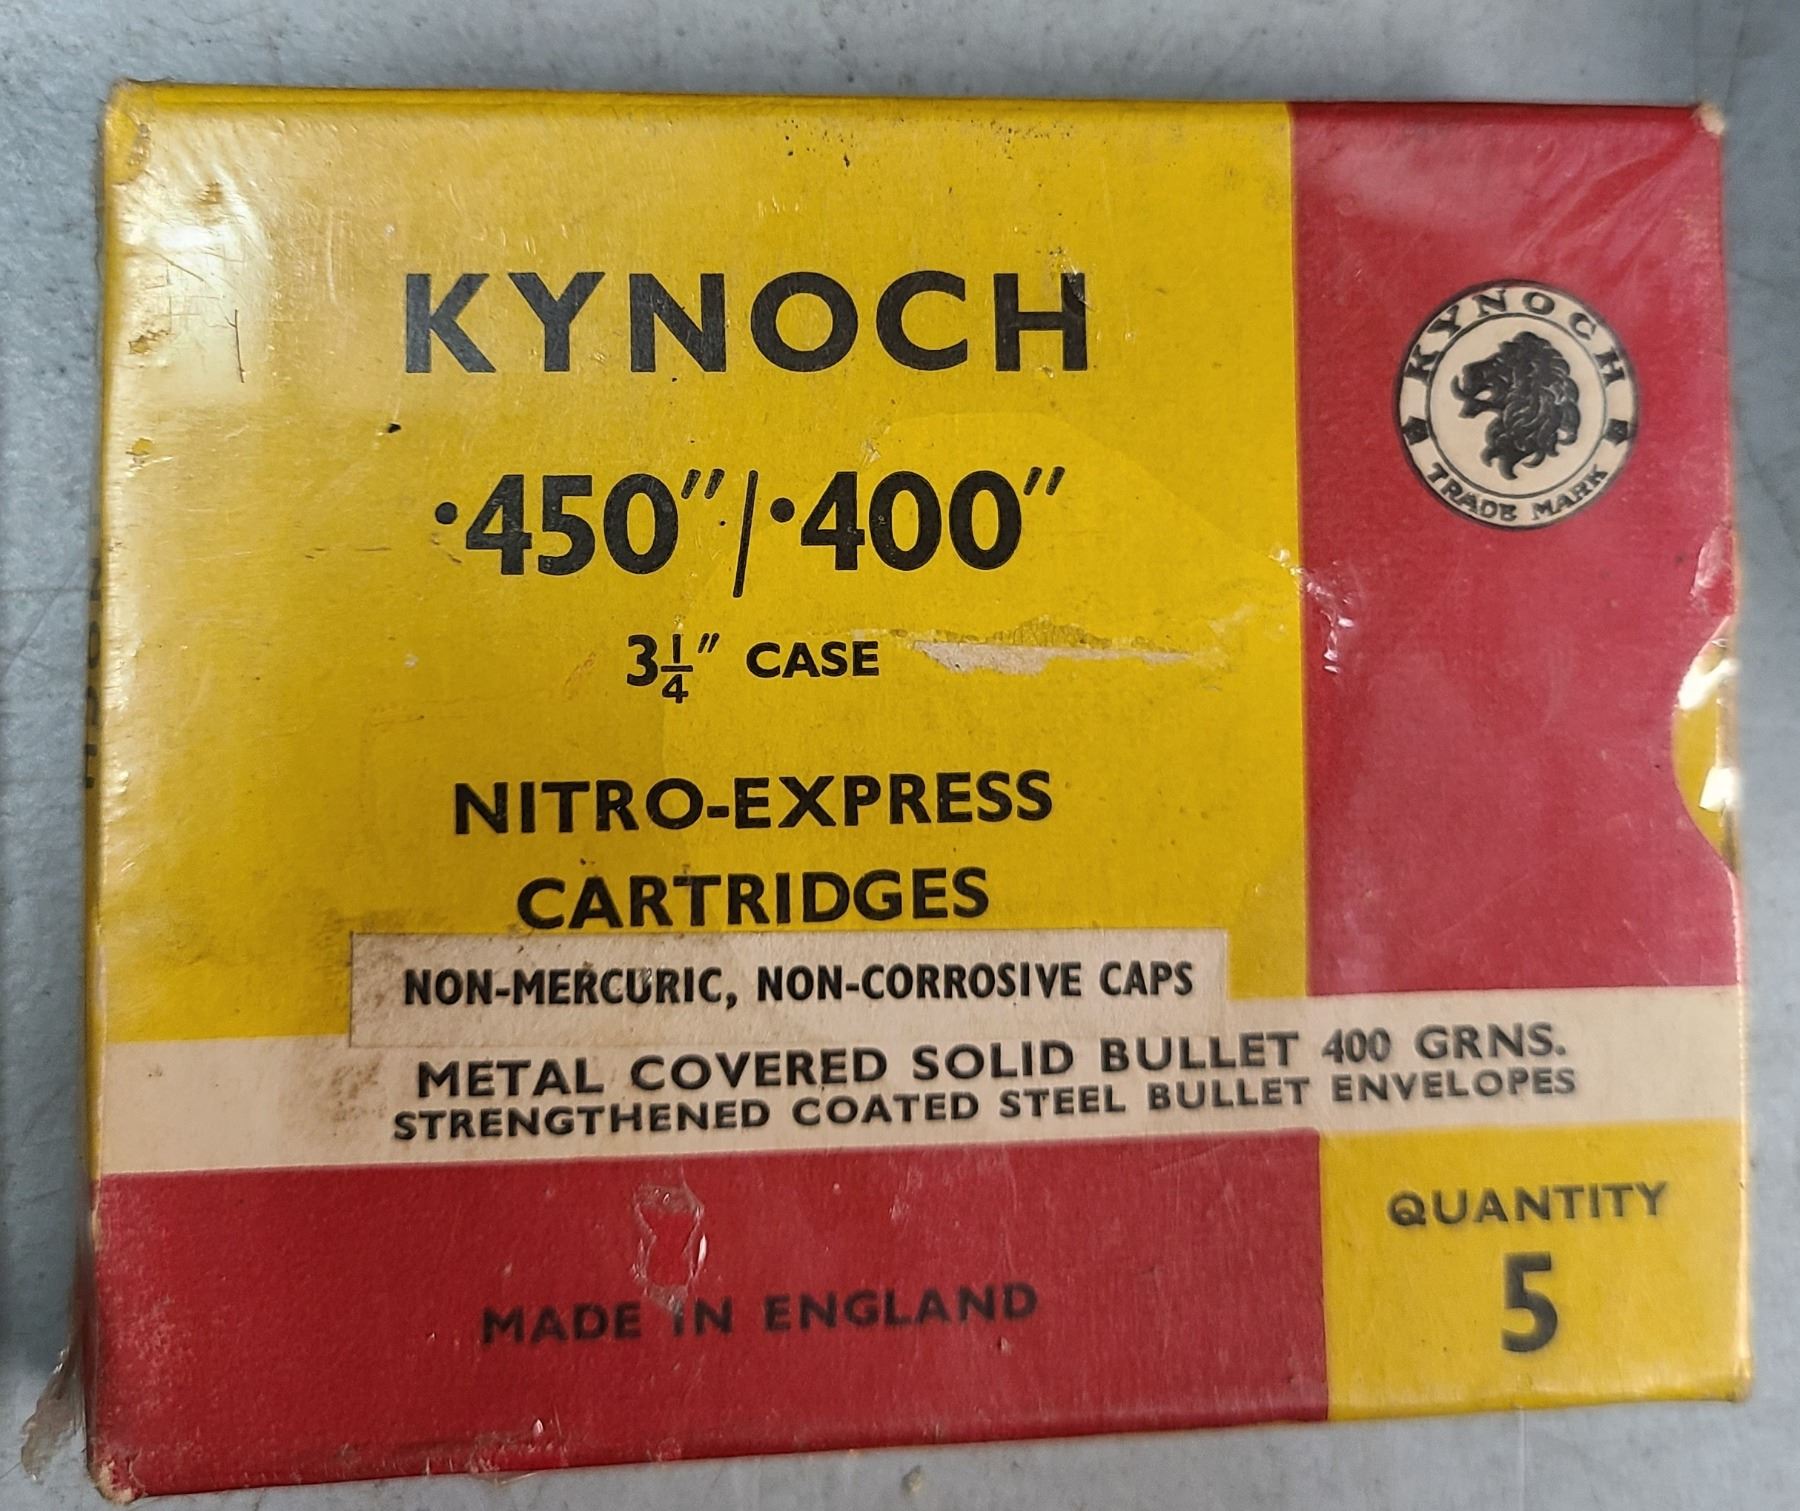 KYNOCH
·450"/·400"
3¼" CASE
NITRO-EXPRESS
CARTRIDGES
NON-MERCURIC, NON-CORROSIVE CAPS
METAL COVERED SOLID BULLET 400 GRNS.
STRENGTHENED COATED STEEL BULLET ENVELOPES
MADE IN ENGLAND
KYNOCH
TRADE MARK
QUANTITY
5